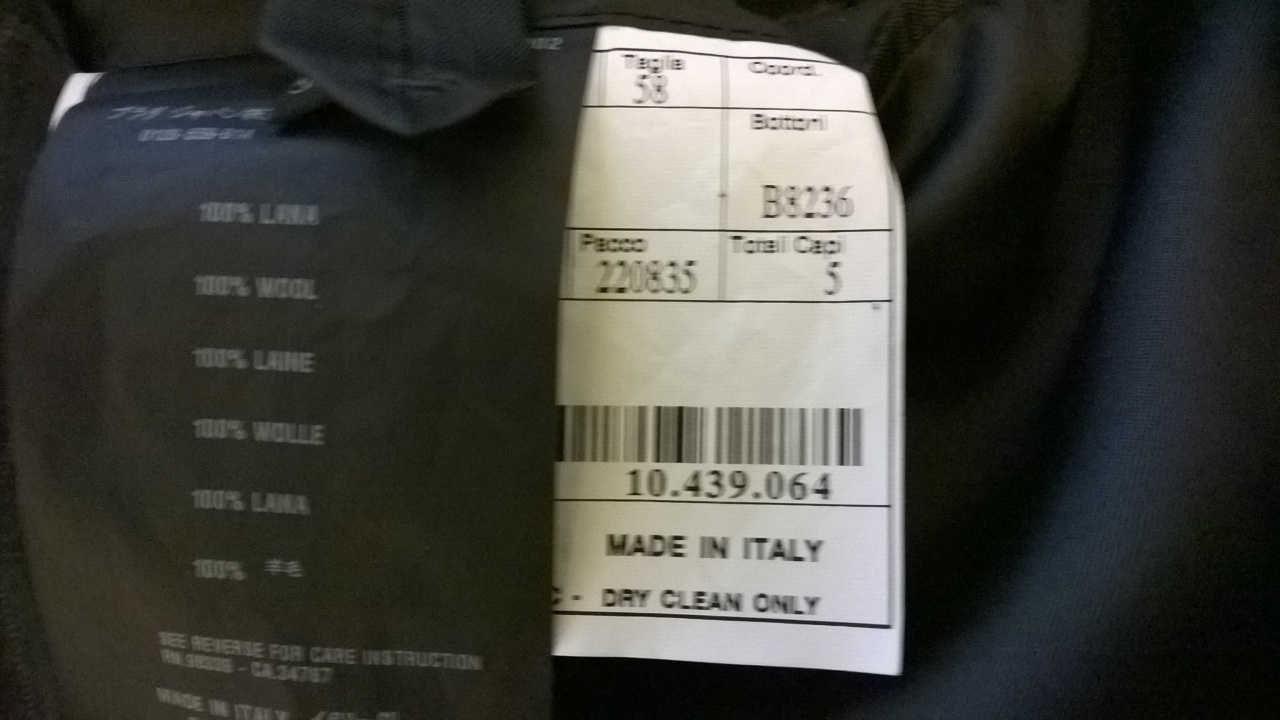 100% LANA
100% WOOL
100% LAINE
100% WOLLE
100% LANA
100% 羊毛
SEE REVERSE FOR CARE INSTRUCTION
MADE IN ITALY
Taglia
58
Coord.
Bottoni
B8236
Pacco
220835
Total Capi
5
10.439.064
MADE IN ITALY
- DRY CLEAN ONLY